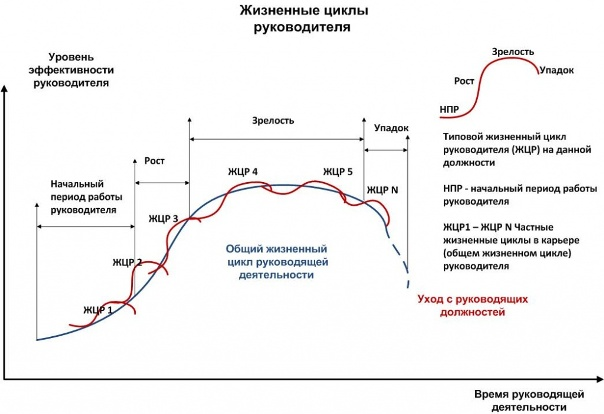 Жизненные циклы
руководителя
Уровень
эффективности
руководителя
Зрелость
Упадок
Рост
НПР
Зрелость
Упадок
Рост
Типовой жизненный цикл
руководителя (ЖЦР) на данной
должности
ЖЦР 4
ЖЦР 5
Начальный
период работы
руководителя
ЖЦР N
НПР - начальный период работы
руководителя
ЖЦР 3
ЖЦР1 – ЖЦР N Частные
жизненные циклы в карьере
(общем жизненном цикле)
руководителя
Общий жизненный
цикл руководящей
деятельности
ЖЦР 2
Уход с руководящих
должностей
ЖЦР 1
Время руководящей
деятельности